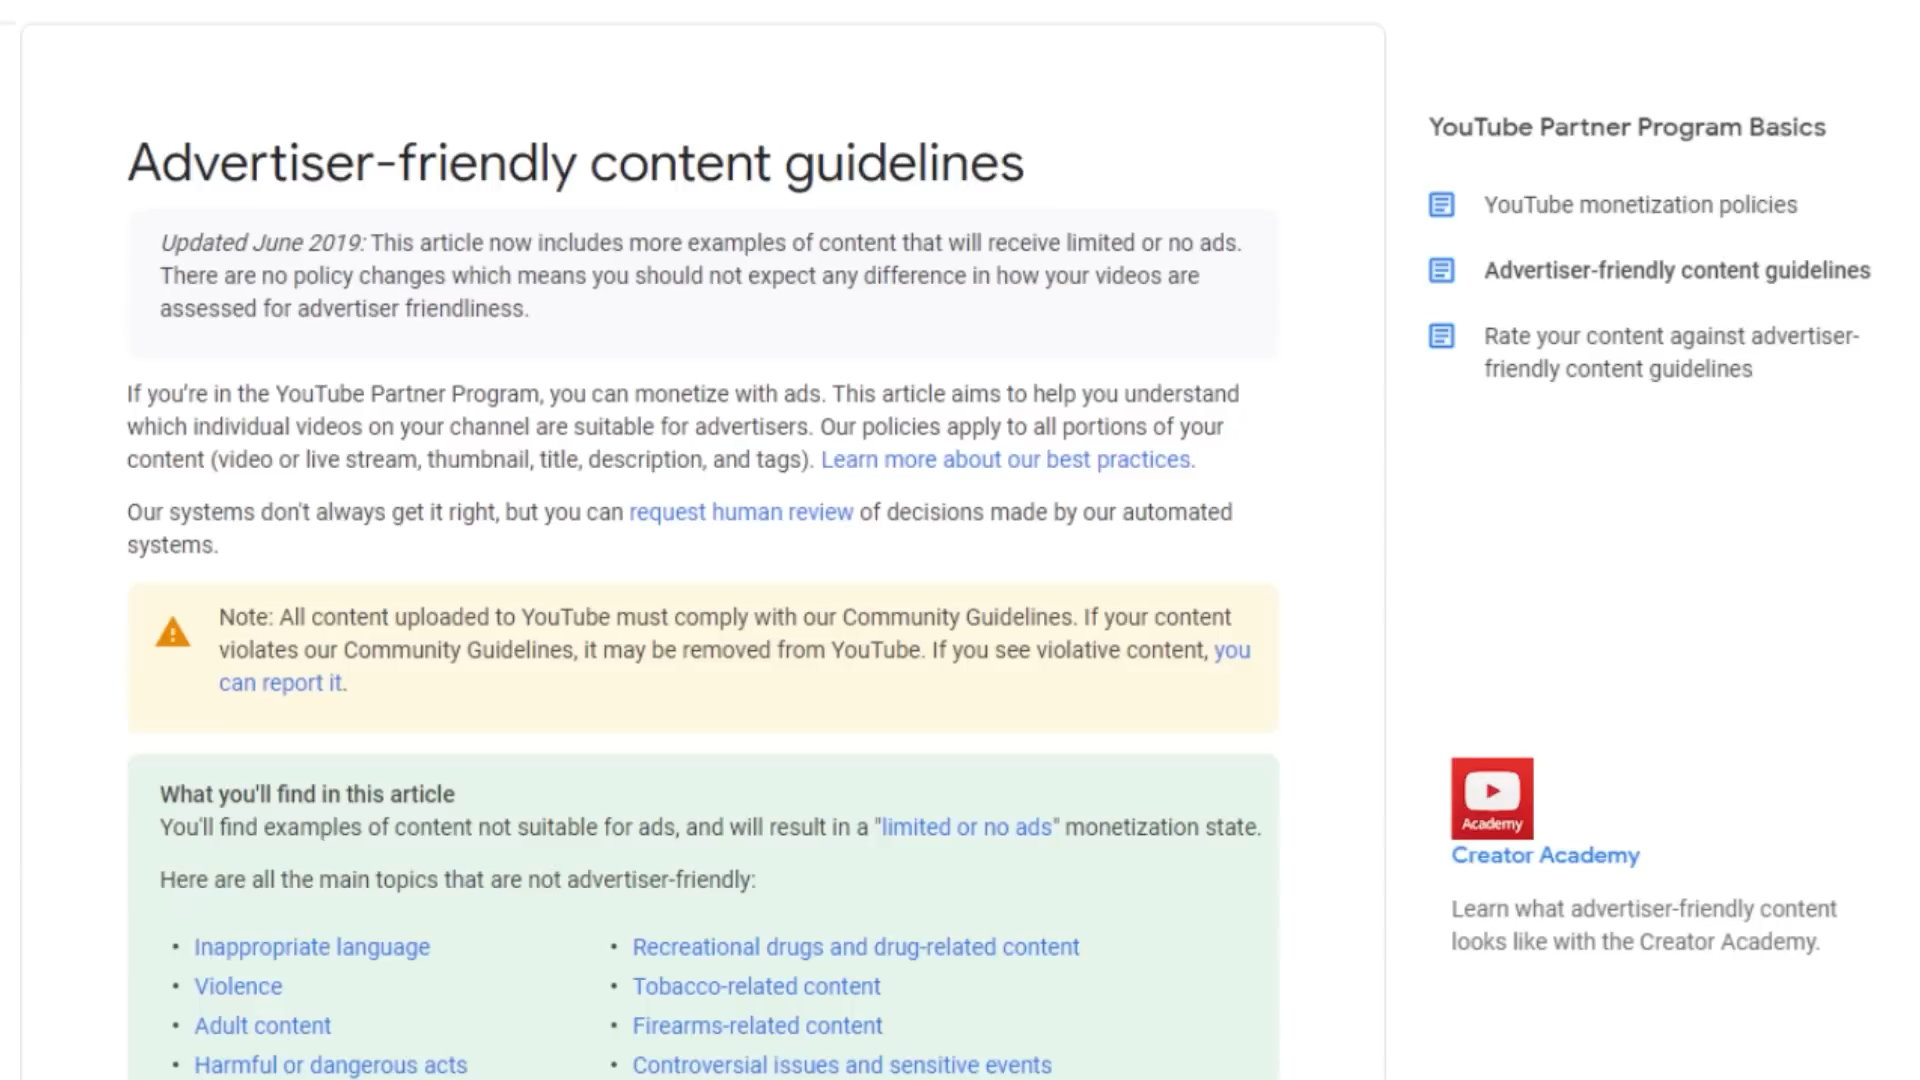 Advertiser-friendly content guidelines
Updated June 2019: This article now includes more examples of content that will receive limited or no ads.
There are no policy changes which means you should not expect any difference in how your videos are
assessed for advertiser friendliness.
If you're in the YouTube Partner Program, you can monetize with ads. This article aims to help you understand
which individual videos on your channel are suitable for advertisers. Our policies apply to all portions of your
content (video or live stream, thumbnail, title, description, and tags). Learn more about our best practices.
Our systems don't always get it right, but you can request human review of decisions made by our automated
systems.
Note: All content uploaded to YouTube must comply with our Community Guidelines. If your content
violates our Community Guidelines, it may be removed from YouTube. If you see violative content, you
can report it.
What you'll find in this article
You'll find examples of content not suitable for ads, and will result in a "limited or no ads" monetization state.
Here are all the main topics that are not advertiser-friendly:
• Inappropriate language
• Violence
• Adult content
• Harmful or dangerous acts
• Recreational drugs and drug-related content
• Tobacco-related content
• Firearms-related content
• Controversial issues and sensitive events
YouTube Partner Program Basics
YouTube monetization policies
Advertiser-friendly content guidelines
Rate your content against advertiser-
friendly content guidelines
Academy
Creator Academy
Learn what advertiser-friendly content
looks like with the Creator Academy.